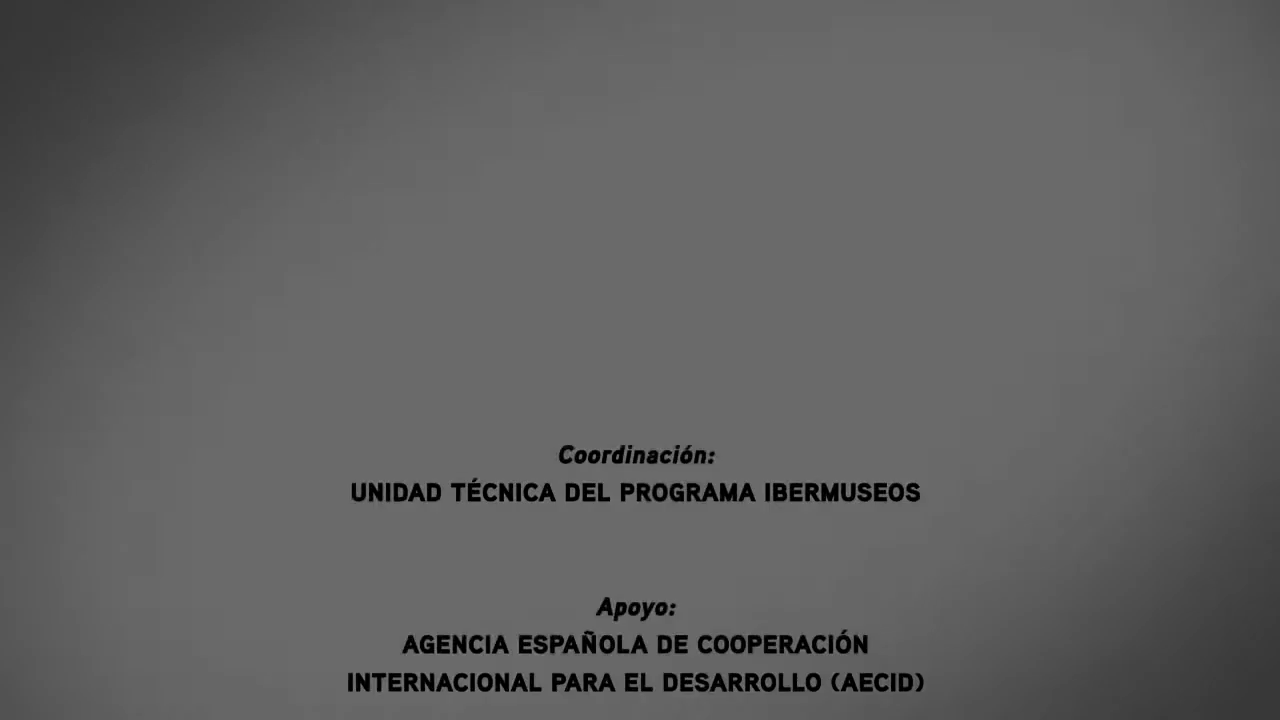 Coordinación:
UNIDAD TÉCNICA DEL PROGRAMA IBERMUSEOS
Apoyo:
AGENCIA ESPAÑOLA DE COOPERACIÓN
INTERNACIONAL PARA EL DESARROLLO (AECID)